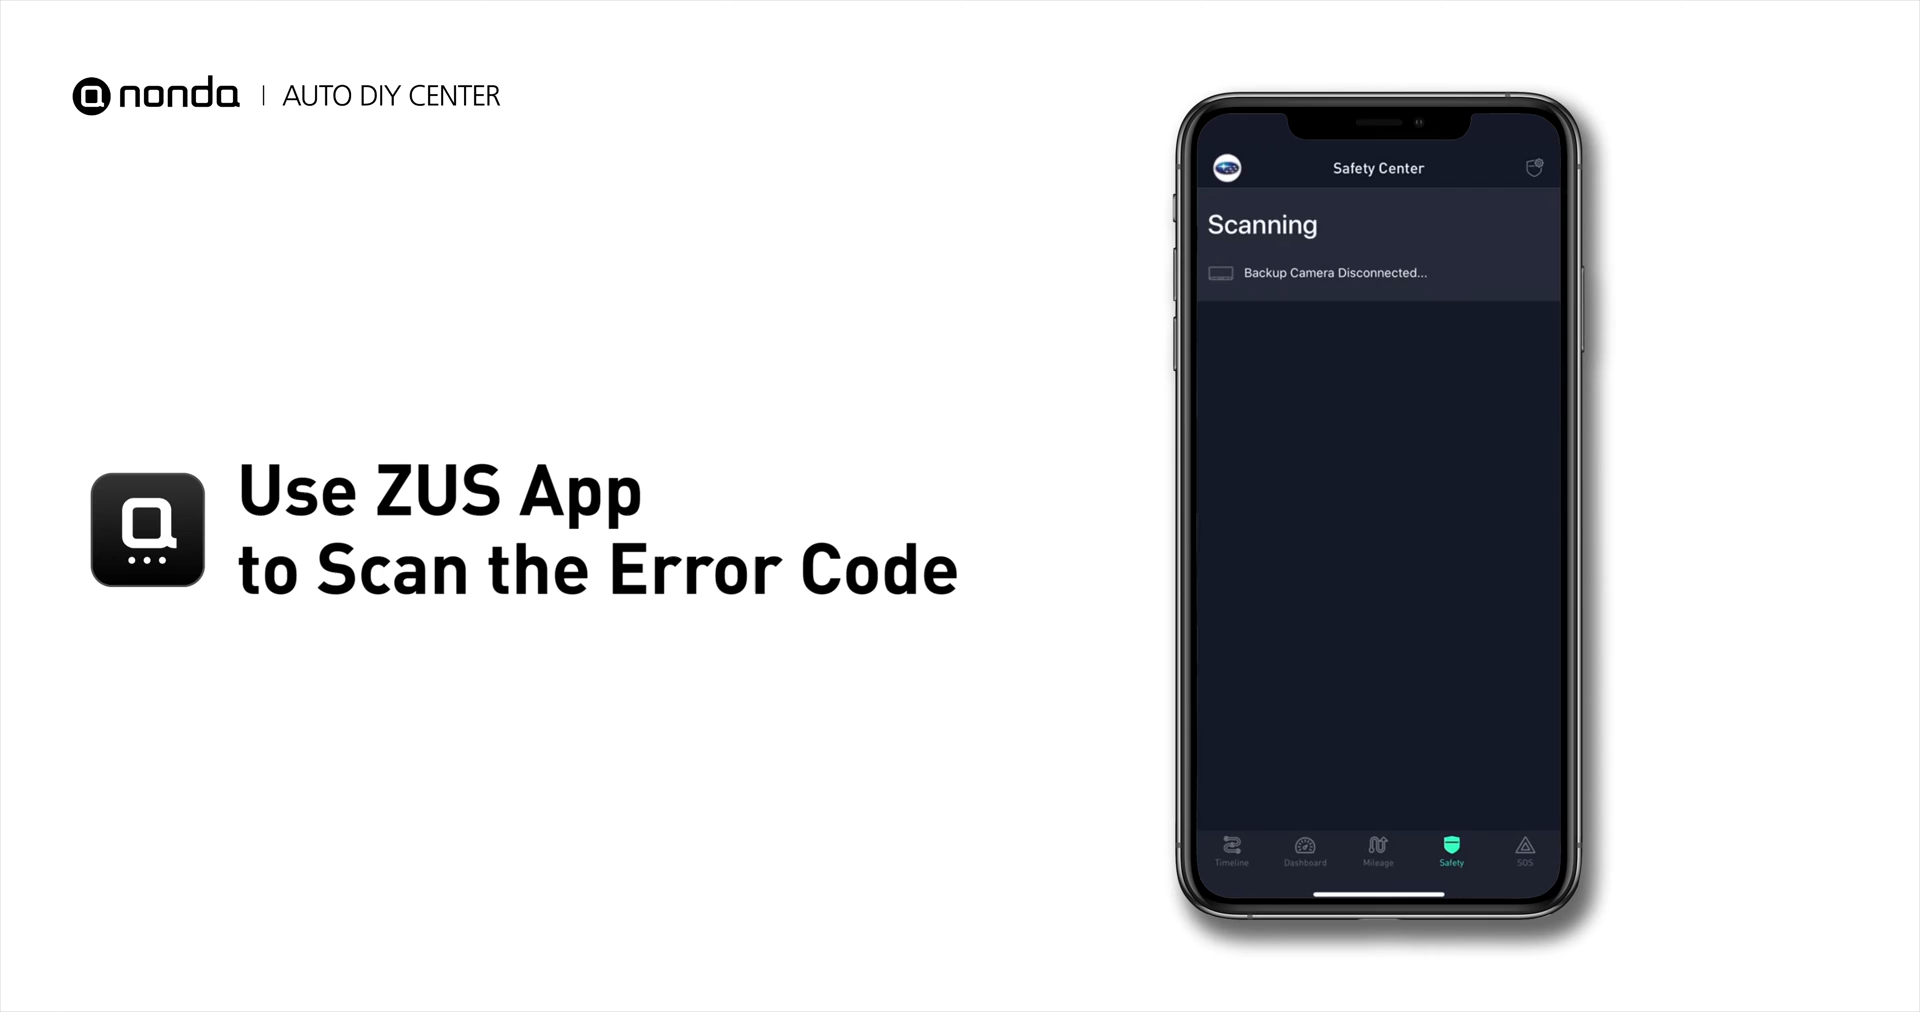 nonda | AUTO DIY CENTER
Use ZUS App
to Scan the Error Code
Safety Center
Scanning
Backup Camera Disconnected...
Timeline
Dashboard
Mileage
Safety
SOS